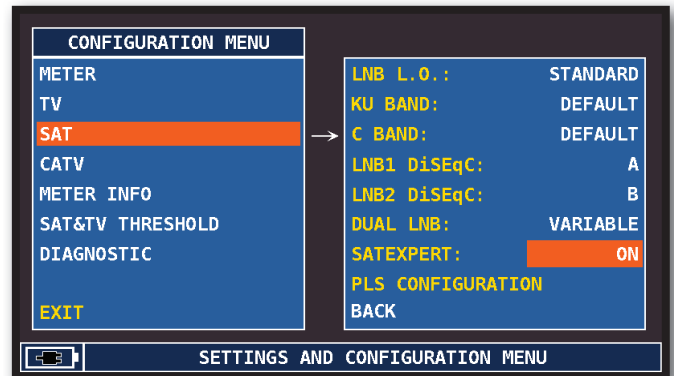 CONFIGURATION MENU
METER
TV
SAT
CATV
METER INFO
SAT&TV THRESHOLD
DIAGNOSTIC
EXIT
LNB L.O.: STANDARD
KU BAND: DEFAULT
C BAND: DEFAULT
LNB1 DiSEqC: A
LNB2 DiSEqC: B
DUAL LNB: VARIABLE
SATEXPERT: ON
PLS CONFIGURATION
BACK
SETTINGS AND CONFIGURATION MENU